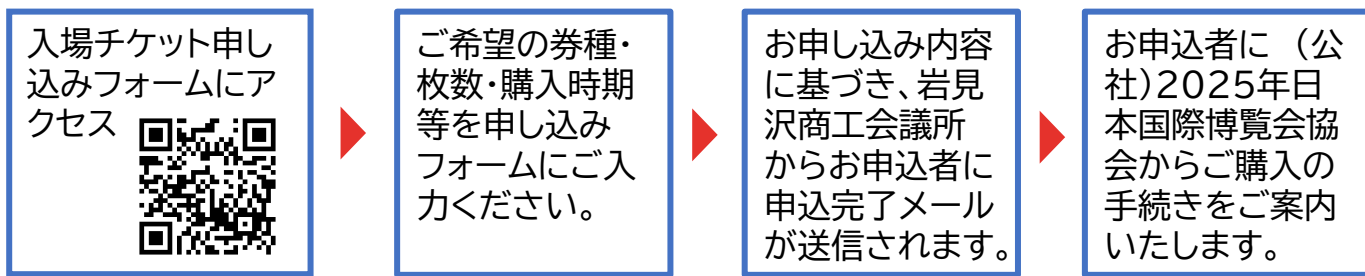 入場チケット申し
込みフォームにア
クセス
ご希望の券種・
枚数・購入時期
等を申し込み
フォームにご入
力ください。
お申し込み内容
に基づき、岩見
沢商工会議所
からお申込者に
申込完了メール
が送信されます。
お申込者に （公
社）2025年日
本国際博覧会協
会からご購入の
手続きをご案内
いたします。